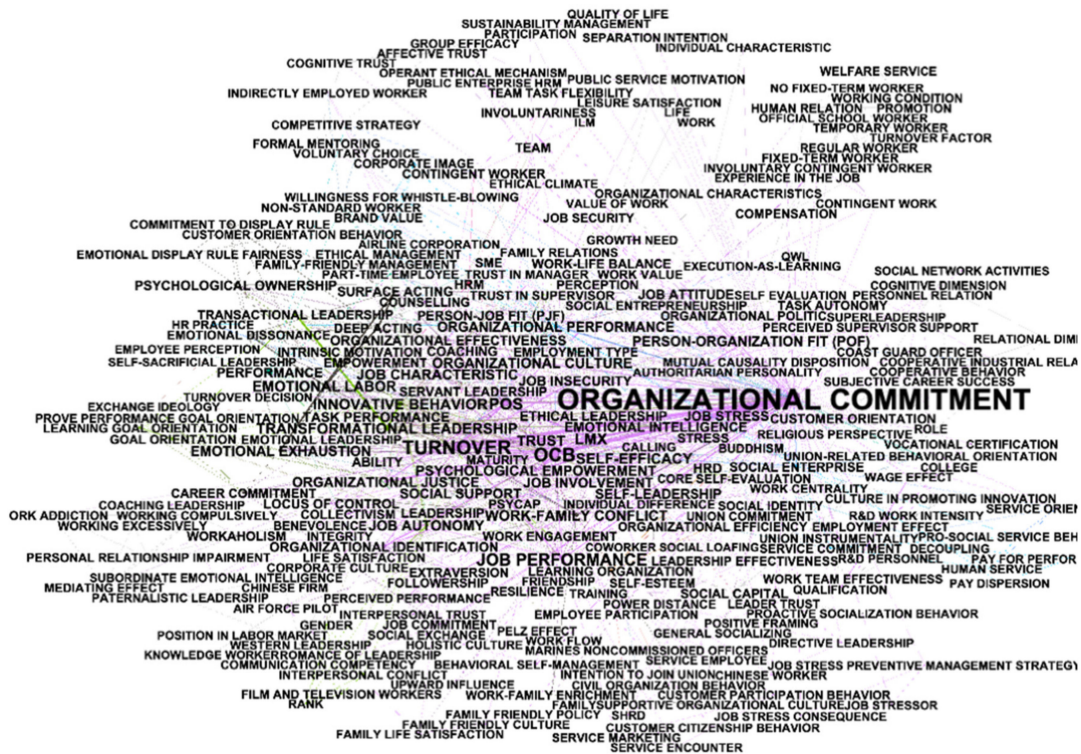 QUALITY OF LIFE
SUSTAINABILITY MANAGEMENT
PARTICIPATION SEPARATION INTENTION
GROUP EFFICACY INDIVIDUAL CHARACTERISTIC
AFFECTIVE TRUST
COGNITIVE TRUST
OPERANT ETHICAL MECHANISM PUBLIC SERVICE MOTIVATION WELFARE SERVICE
PUBLIC ENTERPRISE HRM
INDIRECTLY EMPLOYED WORKER TEAM TASK FLEXIBILITY NO FIXED-TERM WORKER
LEISURE SATISFACTION WORKING CONDITION
INVOLUNTARINESS LIFE HUMAN RELATION PROMOTION
COMPETITIVE STRATEGY ILM WORK OFFICIAL SCHOOL WORKER
TEMPORARY WORKER
TURNOVER FACTOR
FORMAL MENTORING TEAM REGULAR WORKER
VOLUNTARY CHOICE FIXED-TERM WORKER
CORPORATE IMAGE INVOLUNTARY CONTINGENT WORKER
CONTINGENT WORKER EXPERIENCE IN THE JOB
ETHICAL CLIMATE
WILLINGNESS FOR WHISTLE-BLOWING ORGANIZATIONAL CHARACTERISTICS
NON-STANDARD WORKER VALUE OF WORK CONTINGENT WORK
BRAND VALUE JOB SECURITY COMPENSATION
COMMITMENT TO DISPLAY RULE
CUSTOMER ORIENTATION BEHAVIOR
AIRLINE CORPORATION GROWTH NEED
EMOTIONAL DISPLAY RULE FAIRNESS ETHICAL MANAGEMENT FAMILY RELATIONS QWL
FAMILY-FRIENDLY MANAGEMENT SME WORK-LIFE BALANCE EXECUTION-AS-LEARNING
PART-TIME EMPLOYEE TRUST IN MANAGER WORK VALUE SOCIAL NETWORK ACTIVITIES
PSYCHOLOGICAL OWNERSHIP HRM PERCEPTION COGNITIVE DIMENSION
SURFACE ACTING TRUST IN SUPERVISOR JOB ATTITUDE SELF EVALUATION PERSONNEL RELATION
COUNSELLING SOCIAL ENTREPRENEURSHIP TASK AUTONOMY
TRANSACTIONAL LEADERSHIP PERSON-JOB FIT (PJF) ORGANIZATIONAL POLITIC SUPERLEADERSHIP
HR PRACTICE DEEP ACTING ORGANIZATIONAL PERFORMANCE PERCEIVED SUPERVISOR SUPPORT
EMOTIONAL DISSONANCE ORGANIZATIONAL EFFECTIVENESS PERSON-ORGANIZATION FIT (POF) RELATIONAL DIM
EMPLOYEE PERCEPTION INTRINSIC MOTIVATION COACHING EMPLOYMENT TYPE COAST GUARD OFFICER
SELF-SACRIFICIAL LEADERSHIP EMPOWERMENT ORGANIZATIONAL CULTURE MUTUAL CAUSALITY DISPOSITION COOPERATIVE INDUSTRIAL RELA
PERFORMANCE JOB CHARACTERISTIC AUTHORITARIAN PERSONALITY COOPERATIVE BEHAVIOR
EMOTIONAL LABOR JOB INSECURITY SUBJECTIVE CAREER SUCCESS
TURNOVER DECISION SERVANT LEADERSHIP ORGANIZATIONAL COMMITMENT
EXCHANGE IDEOLOGY INNOVATIVE BEHAVIOR POS
PROVE PERFORMANCE GOAL ORIENTATION TASK PERFORMANCE ETHICAL LEADERSHIP JOB STRESS CUSTOMER ORIENTATION
LEARNING GOAL ORIENTATION TRANSFORMATIONAL LEADERSHIP EMOTIONAL INTELLIGENCE ROLE
GOAL ORIENTATION EMOTIONAL LEADERSHIP TRUST LMX STRESS RELIGIOUS PERSPECTIVE
EMOTIONAL EXHAUSTION TURNOVER OCB CALLING BUDDHISM VOCATIONAL CERTIFICATION
ABILITY MATURITY SELF-EFFICACY UNION-RELATED BEHAVIORAL ORIENTATION
PSYCHOLOGICAL EMPOWERMENT HRD SOCIAL ENTERPRISE COLLEGE
ORGANIZATIONAL JUSTICE JOB INVOLVEMENT CORE SELF-EVALUATION WAGE EFFECT
CAREER COMMITMENT SOCIAL SUPPORT SELF-LEADERSHIP WORK CENTRALITY
COACHING LEADERSHIP LOCUS OF CONTROL PSYCAP INDIVIDUAL DIFFERENCE SOCIAL IDENTITY CULTURE IN PROMOTING INNOVATION
ORK ADDICTION WORKING COMPULSIVELY COLLECTIVISM LEADERSHIP WORK-FAMILY CONFLICT UNION COMMITMENT R&D WORK INTENSITY SERVICE ORIEN
WORKING EXCESSIVELY BENEVOLENCE JOB AUTONOMY ORGANIZATIONAL EFFICIENCY EMPLOYMENT EFFECT
WORKAHOLISM INTEGRITY WORK ENGAGEMENT UNION INSTRUMENTALITY PRO-SOCIAL SERVICE BEH
ORGANIZATIONAL IDENTIFICATION COWORKER SOCIAL LOAFING SERVICE COMMITMENT DECOUPLING
PERSONAL RELATIONSHIP IMPAIRMENT LIFE SATISFACTION JOB PERFORMANCE LEADERSHIP EFFECTIVENESS R&D PERSONNEL PAY FOR PERFOR
CORPORATE CULTURE EXTRAVERSION LEARNING ORGANIZATION HUMAN SERVICE
SUBORDINATE EMOTIONAL INTELLIGENCE FOLLOWERSHIP FRIENDSHIP SELF-ESTEEM WORK TEAM EFFECTIVENESS PAY DISPERSION
MEDIATING EFFECT CHINESE FIRM RESILIENCE TRAINING SOCIAL CAPITAL QUALIFICATION
PATERNALISTIC LEADERSHIP PERCEIVED PERFORMANCE POWER DISTANCE LEADER TRUST
AIR FORCE PILOT INTERPERSONAL TRUST EMPLOYEE PARTICIPATION PROACTIVE SOCIALIZATION BEHAVIOR
GENDER JOB COMMITMENT POSITIVE FRAMING
POSITION IN LABOR MARKET SOCIAL EXCHANGE PELZ EFFECT GENERAL SOCIALIZING
WESTERN LEADERSHIP HOLISTIC CULTURE WORK FLOW DIRECTIVE LEADERSHIP
KNOWLEDGE WORKER ROMANCE OF LEADERSHIP MARINES NONCOMMISSIONED OFFICERS
COMMUNICATION COMPETENCY BEHAVIORAL SELF-MANAGEMENT SERVICE EMPLOYEE JOB STRESS PREVENTIVE MANAGEMENT STRATEGY
INTERPERSONAL CONFLICT INTENTION TO JOIN UNION CHINESE WORKER
UPWARD INFLUENCE CIVIL ORGANIZATION BEHAVIOR
FILM AND TELEVISION WORKERS WORK-FAMILY ENRICHMENT CUSTOMER PARTICIPATION BEHAVIOR
RANK FAMILY SUPPORTIVE ORGANIZATIONAL CULTURE JOB STRESSOR
FAMILY FRIENDLY POLICY SHRD JOB STRESS CONSEQUENCE
FAMILY FRIENDLY CULTURE CUSTOMER CITIZENSHIP BEHAVIOR
FAMILY LIFE SATISFACTION SERVICE MARKETING
SERVICE ENCOUNTER